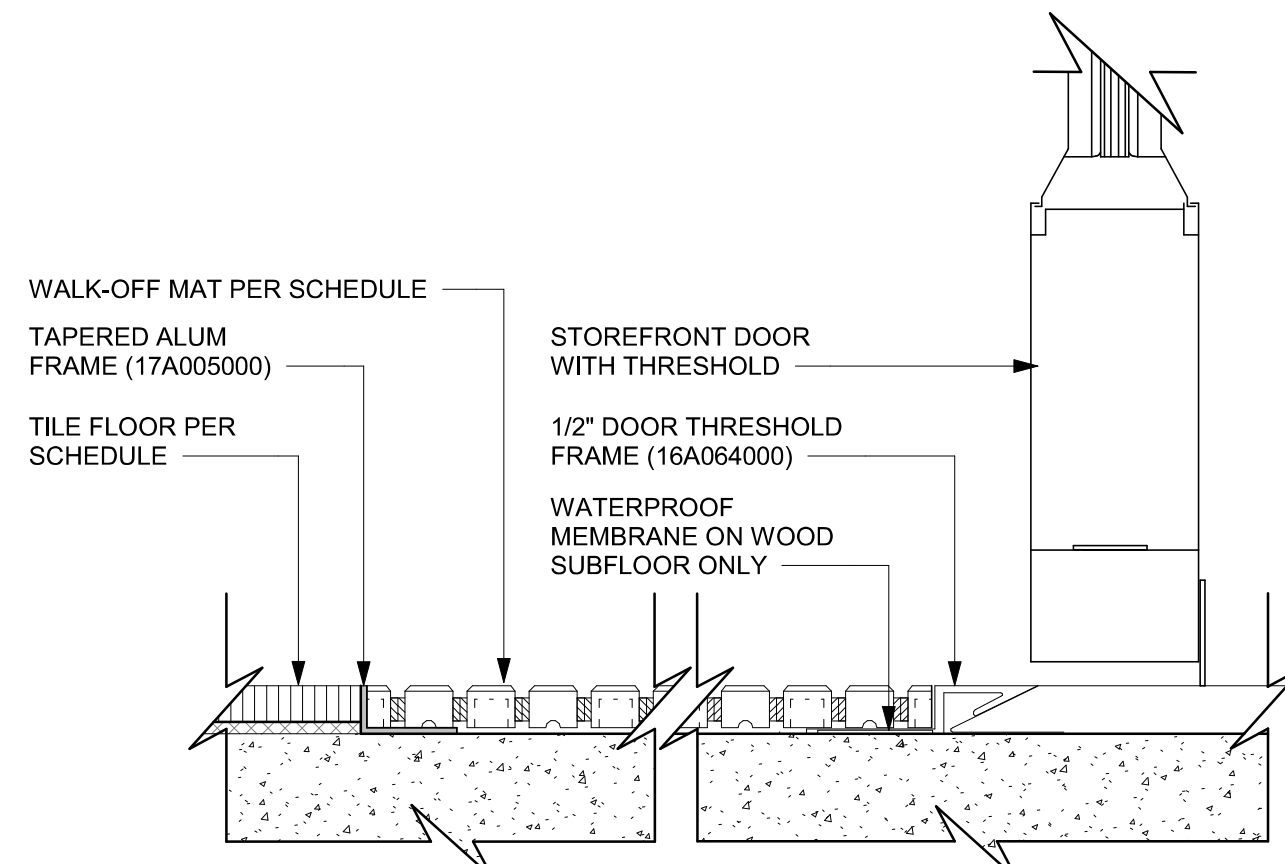 WALK-OFF MAT PER SCHEDULE
TAPERED ALUM
FRAME (17A005000)
TILE FLOOR PER
SCHEDULE
STOREFRONT DOOR
WITH THRESHOLD
1/2" DOOR THRESHOLD
FRAME (16A064000)
WATERPROOF
MEMBRANE ON WOOD
SUBFLOOR ONLY